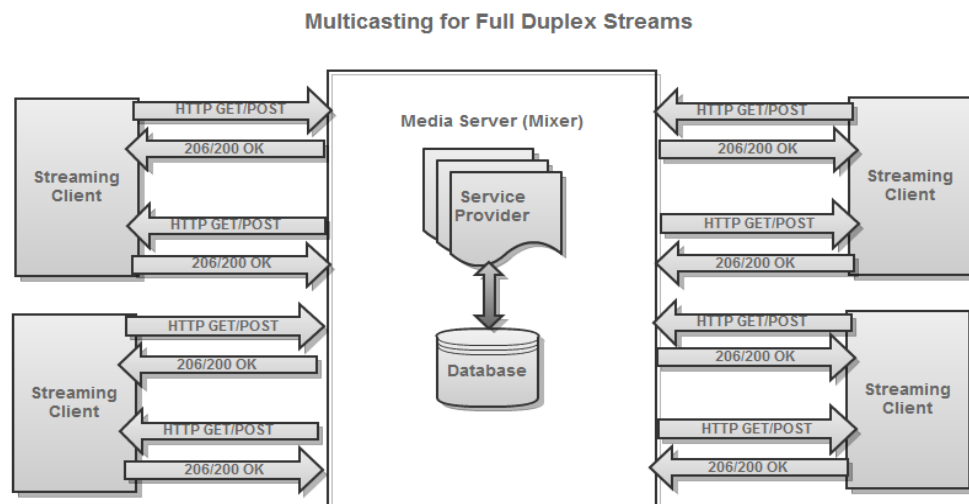 Multicasting for Full Duplex Streams
HTTP GET/POST
206/200 OK
Streaming
Client
HTTP GET/POST
206/200 OK
HTTP GET/POST
206/200 OK
Streaming
Client
HTTP GET/POST
206/200 OK
Media Server (Mixer)
Service
Provider
Database
HTTP GET/POST
206/200 OK
Streaming
Client
HTTP GET/POST
206/200 OK
HTTP GET/POST
206/200 OK
Streaming
Client
HTTP GET/POST
206/200 OK